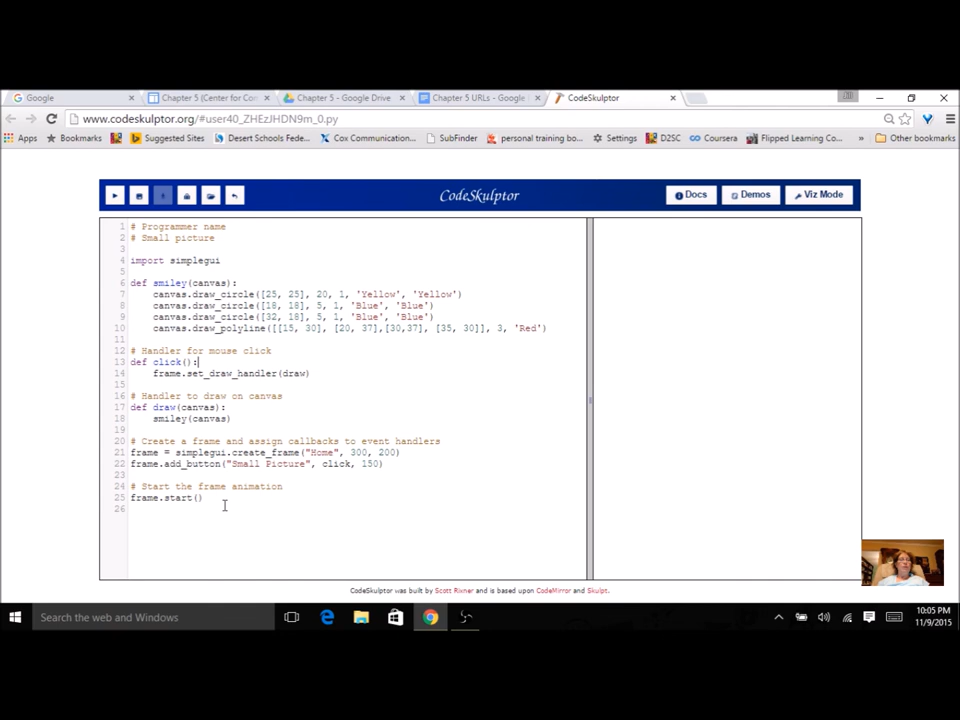 Google
Chapter 5 (Center for Con
Chapter 5 - Google Drive
Chapter 5 URLs - Google
CodeSkulptor
www.codeskulptor.org/#user40_ZHEzJHDN9m_0.py
Apps
Bookmarks
Suggested Sites
Desert Schools Fede...
Cox Communication...
SubFinder
personal training bo...
Settings
D2SC
Coursera
Flipped Learning Co...
»
Other bookmarks
CodeSkulptor
Docs
Demos
Viz Mode
1 # Programmer name
2 # Small picture
3
4 import simplegui
5
6 def smiley(canvas):
7 canvas.draw_circle([25, 25], 20, 1, 'Yellow', 'Yellow')
8 canvas.draw_circle([18, 18], 5, 1, 'Blue', 'Blue')
9 canvas.draw_circle([32, 18], 5, 1, 'Blue', 'Blue')
10 canvas.draw_polyline([[15, 30], [20, 37],[30,37], [35, 30]], 3, 'Red')
11
12 # Handler for mouse click
13 def click():
14 frame.set_draw_handler(draw)
15
16 # Handler to draw on canvas
17 def draw(canvas):
18 smiley(canvas)
19
20 # Create a frame and assign callbacks to event handlers
21 frame = simplegui.create_frame("Home", 300, 200)
22 frame.add_button("Small Picture", click, 150)
23
24 # Start the frame animation
25 frame.start()
26
CodeSkulptor was built by Scott Rixner and is based upon CodeMirror and Skulpt.
Search the web and Windows
10:05 PM
11/9/2015